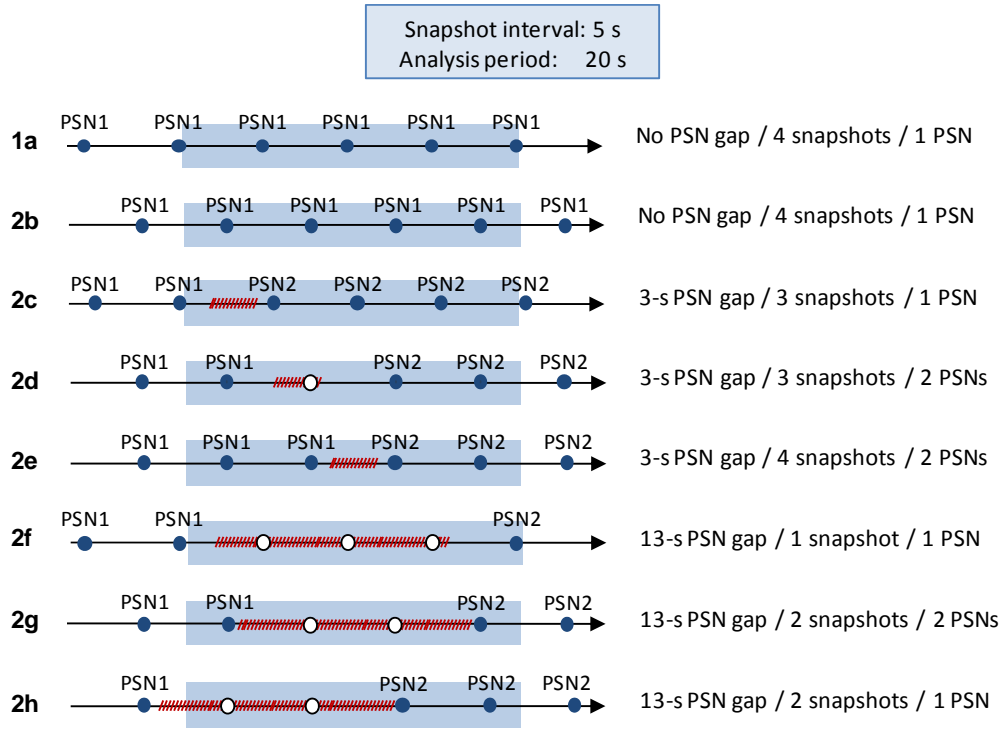 Snapshot interval: 5 s
Analysis period: 20 s
PSN1 PSN1 PSN1 PSN1 PSN1 PSN1
1a No PSN gap / 4 snapshots / 1 PSN
PSN1 PSN1 PSN1 PSN1 PSN1 PSN1
2b No PSN gap / 4 snapshots / 1 PSN
PSN1 PSN1 PSN2 PSN2 PSN2 PSN2
2c 3-s PSN gap / 3 snapshots / 1 PSN
PSN1 PSN1 PSN2 PSN2 PSN2
2d 3-s PSN gap / 3 snapshots / 2 PSNs
PSN1 PSN1 PSN1 PSN2 PSN2 PSN2
2e 3-s PSN gap / 4 snapshots / 2 PSNs
PSN1 PSN1 PSN2
2f 13-s PSN gap / 1 snapshot / 1 PSN
PSN1 PSN1 PSN2 PSN2
2g 13-s PSN gap / 2 snapshots / 2 PSNs
PSN1 PSN2 PSN2 PSN2
2h 13-s PSN gap / 2 snapshots / 1 PSN